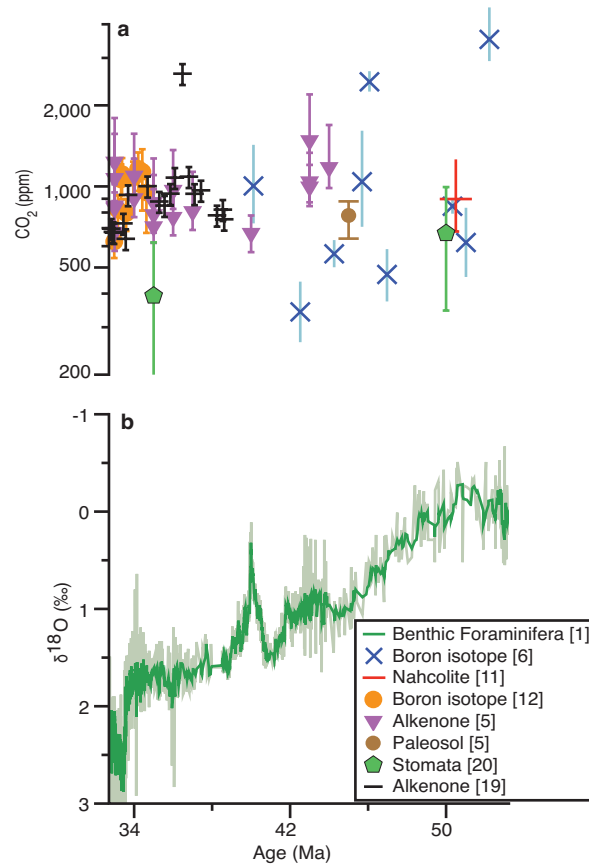 a
2,000
1,000
500
200
CO2 (ppm)
b
-1
0
1
2
3
δ18O (‰)
Benthic Foraminifera [1]
Boron isotope [6]
Nahcolite [11]
Boron isotope [12]
Alkenone [5]
Paleosol [5]
Stomata [20]
Alkenone [19]
34
42
50
Age (Ma)